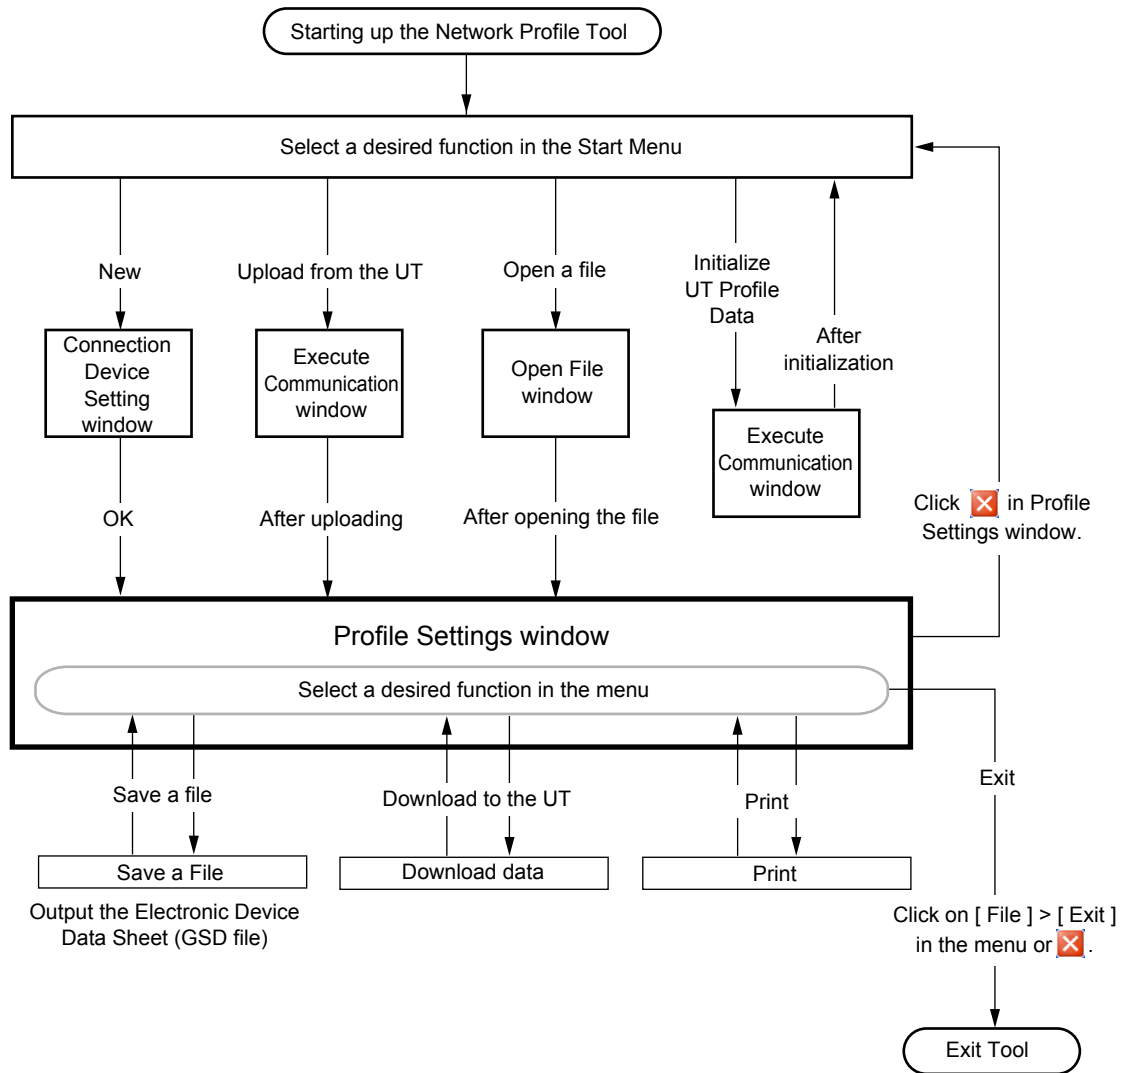 Starting up the Network Profile Tool
Select a desired function in the Start Menu
New
Upload from the UT
Open a file
Initialize
UT Profile
Data
After
initialization
Connection
Device
Setting
window
Execute
Communication
window
Open File
window
Execute
Communication
window
OK
After uploading
After opening the file
Click in Profile
Settings window.
Profile Settings window
Select a desired function in the menu
Save a file
Download to the UT
Print
Exit
Save a File
Download data
Print
Output the Electronic Device
Data Sheet (GSD file)
Click on [ File ] > [ Exit ]
in the menu or .
Exit Tool